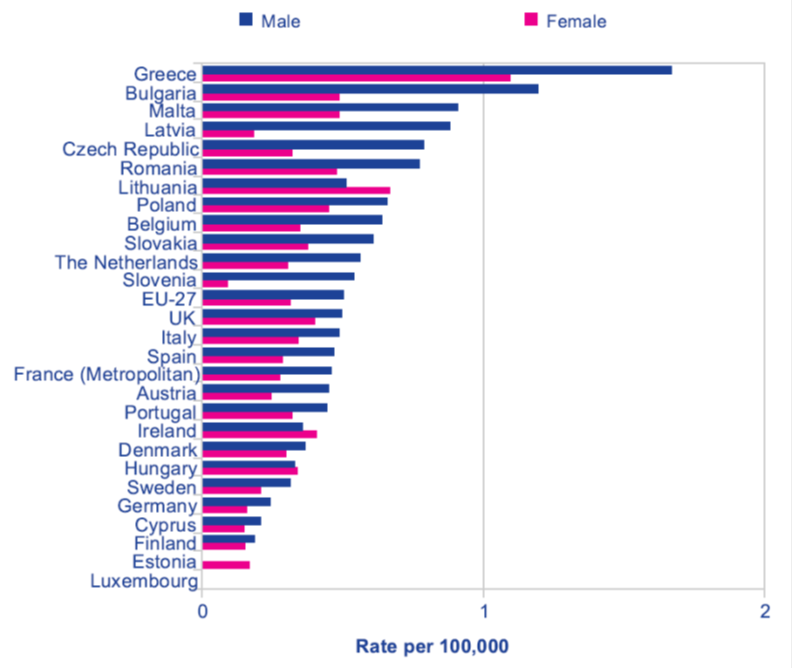 Male Female
Greece
Bulgaria
Malta
Latvia
Czech Republic
Romania
Lithuania
Poland
Belgium
Slovakia
The Netherlands
Slovenia
EU-27
UK
Italy
Spain
France (Metropolitan)
Austria
Portugal
Ireland
Denmark
Hungary
Sweden
Germany
Cyprus
Finland
Estonia
Luxembourg
0 1 2
Rate per 100,000